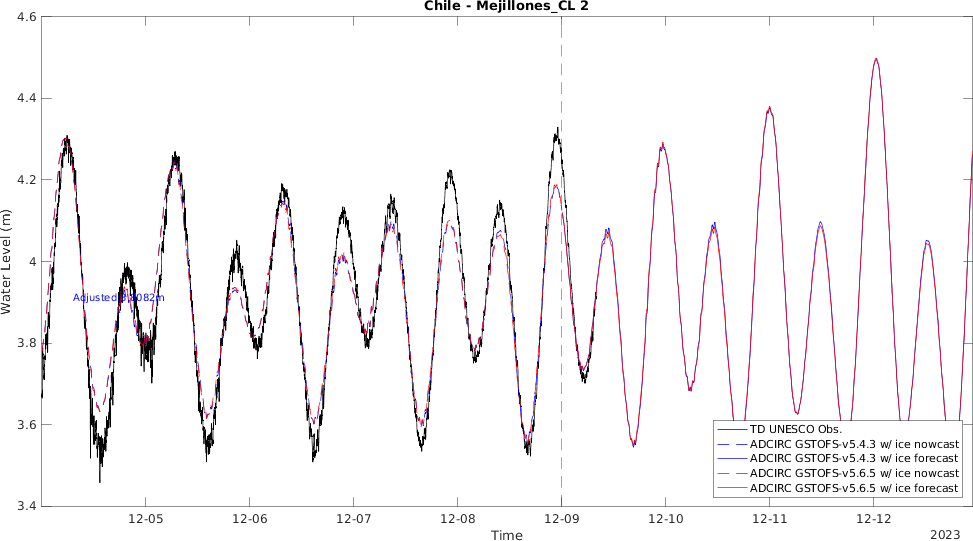 Chile - Mejillones_CL 2
4.6
4.4
4.2
4
3.8
3.6
3.4
Water Level (m)
12-05
12-06
12-07
12-08
12-09
12-10
12-11
12-12
Time
2023
TD UNESCO Obs.
ADCIRC GSTOFS-v5.4.3 w/ ice nowcast
ADCIRC GSTOFS-v5.4.3 w/ ice forecast
ADCIRC GSTOFS-v5.6.5 w/ ice nowcast
ADCIRC GSTOFS-v5.6.5 w/ ice forecast